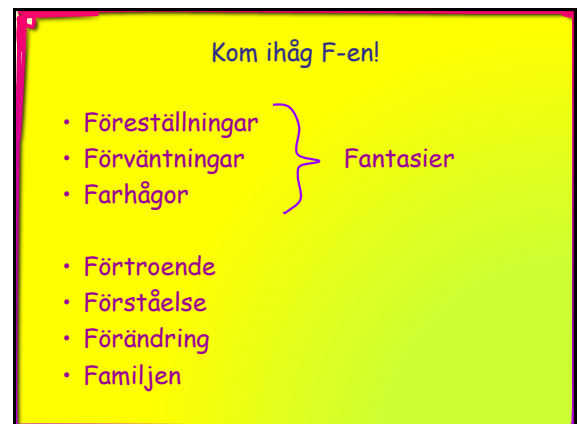 Kom ihåg F-en!
• Föreställningar
• Förväntningar Fantasier
• Farhågor
• Förtroende
• Förståelse
• Förändring
• Familjen